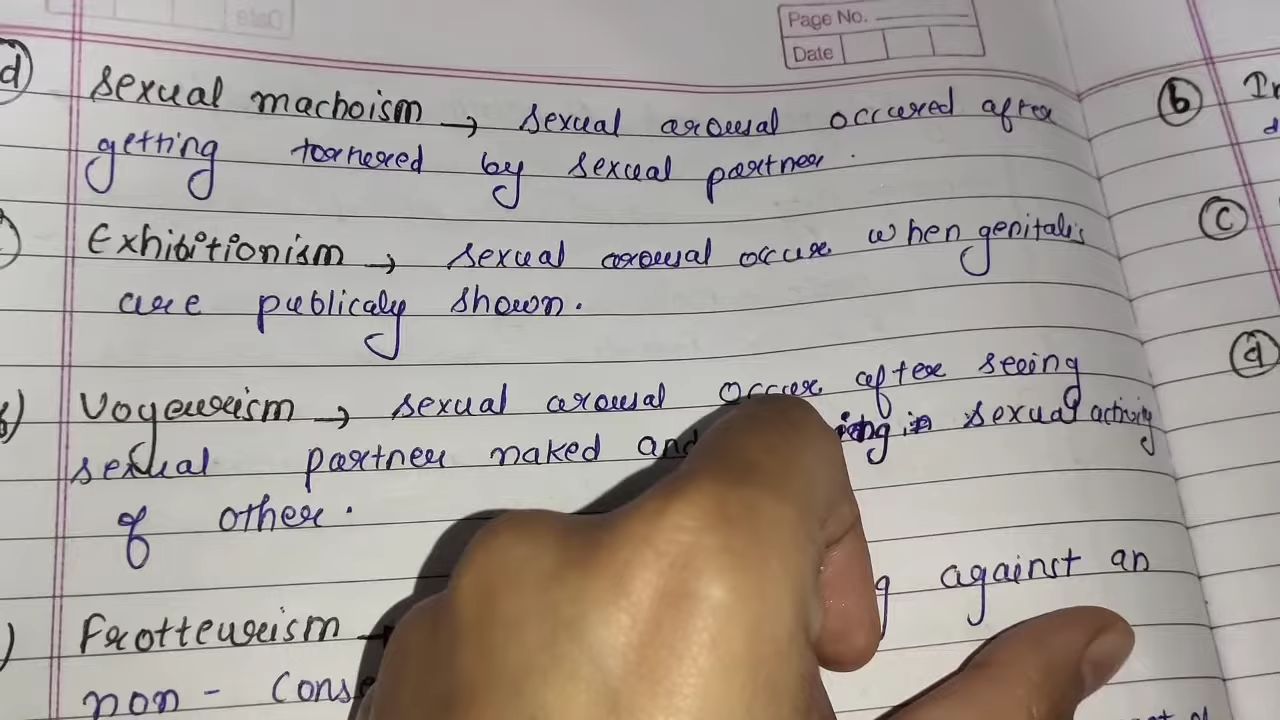 Page No.
Date
d sexual machoism → sexual arousal occured after
getting tornered by sexual partner.
Exhibitionism → sexual arousal occur when genitals
are publicaly shown.
Voyeurism → sexual arousal occur after seeing
sexual partner naked and in sexual activity
of other.
Frotteurism against an
non -
b
c
d